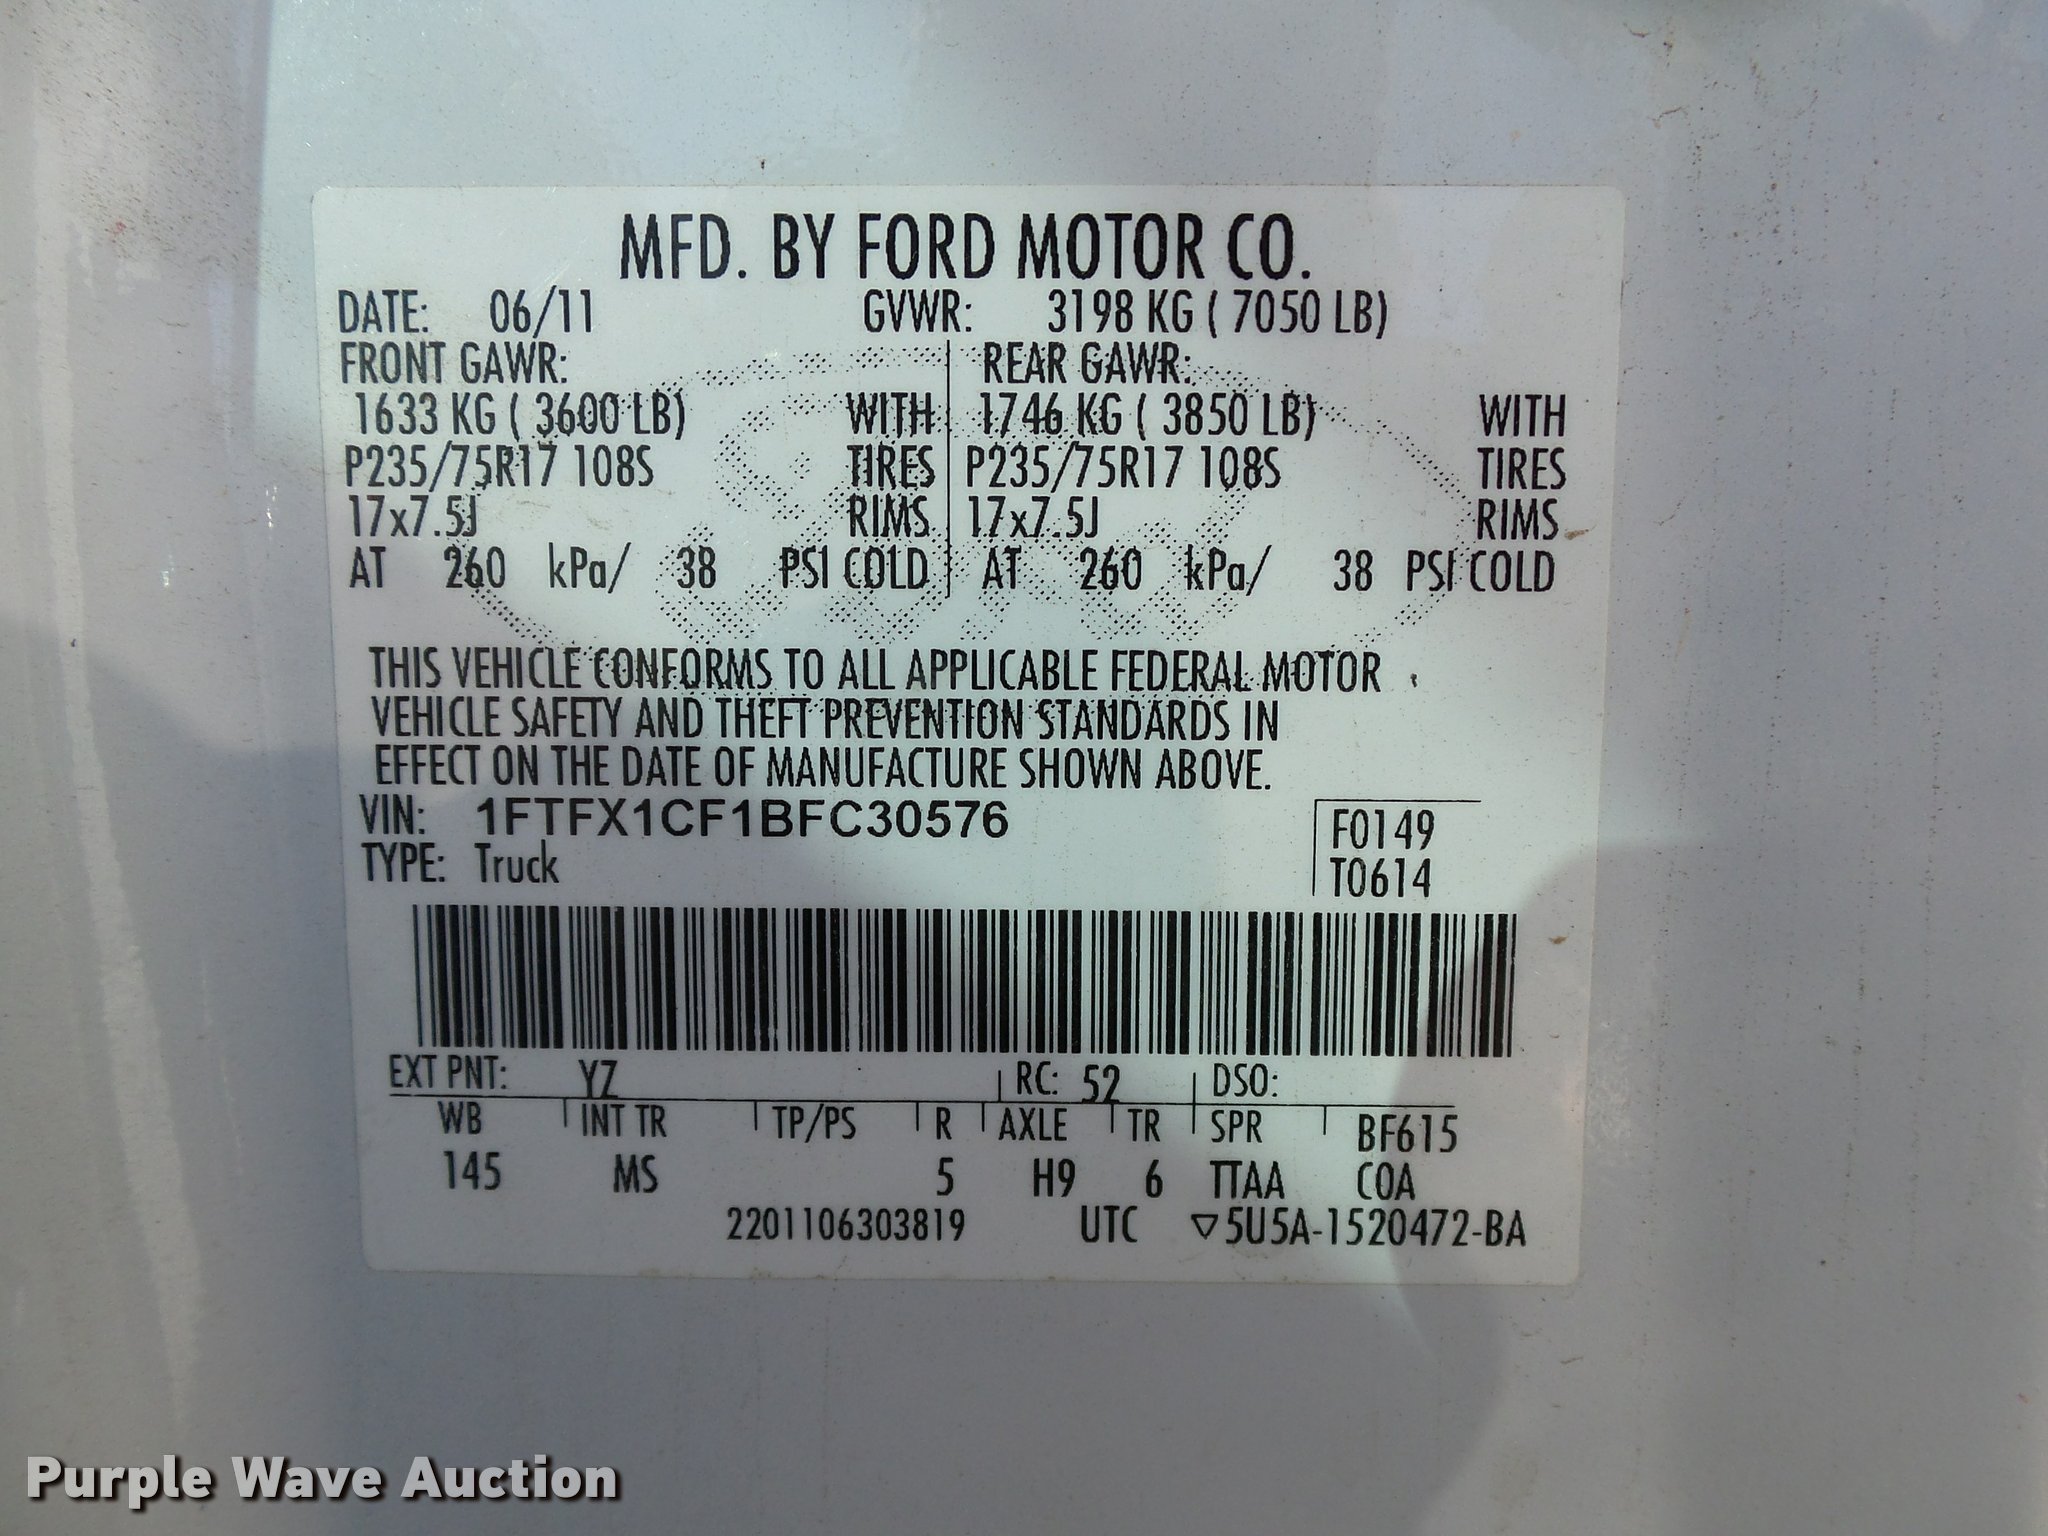 MFD. BY FORD MOTOR CO.
DATE: 06/11 GVWR: 3198 KG ( 7050 LB)
FRONT GAWR: REAR GAWR:
1633 KG ( 3600 LB) WITH 1746 KG ( 3850 LB) WITH
P235/75R17 108S TIRES P235/75R17 108S TIRES
17x7.5J RIMS 17x7.5J RIMS
AT 260 kPa/ 38 PSI COLD AT 260 kPa/ 38 PSI COLD
THIS VEHICLE CONFORMS TO ALL APPLICABLE FEDERAL MOTOR
VEHICLE SAFETY AND THEFT PREVENTION STANDARDS IN
EFFECT ON THE DATE OF MANUFACTURE SHOWN ABOVE.
VIN: 1FTFX1CF1BFC30576 F0149
TYPE: Truck T0614
EXT PNT: YZ RC: 52 DSO:
WB INT TR TP/PS R AXLE TR SPR BF615
145 MS 5 H9 6 TTAA COA
2201106303819 UTC ▽5U5A-1520472-BA
Purple Wave Auction